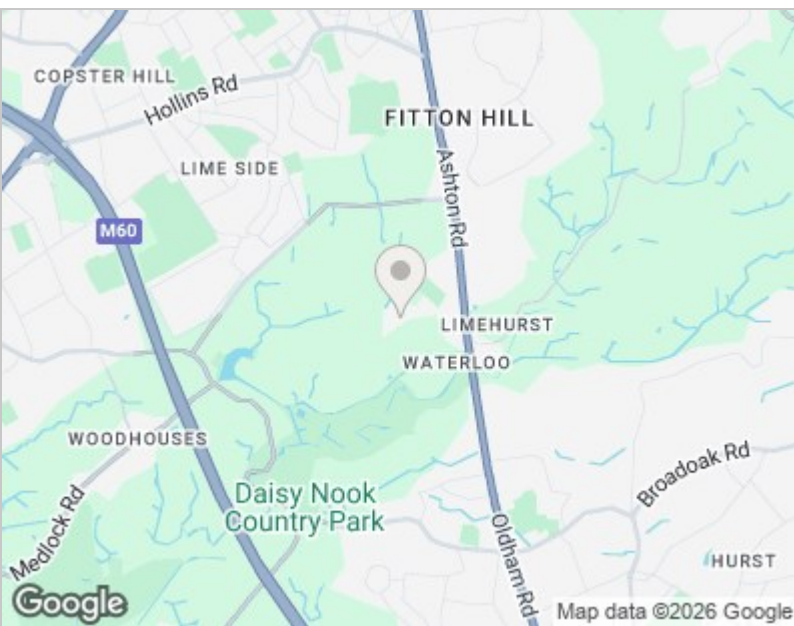 COPSTER HILL
Hollins Rd
FITTON HILL
LIME SIDE
Ashton Rd
M60
LIMEHURST
WATERLOO
WOODHOUSES
Broadoak Rd
Daisy Nook
Country Park
Medlock Rd
Oldham Rd
HURST
Google
Map data ©2026 Google